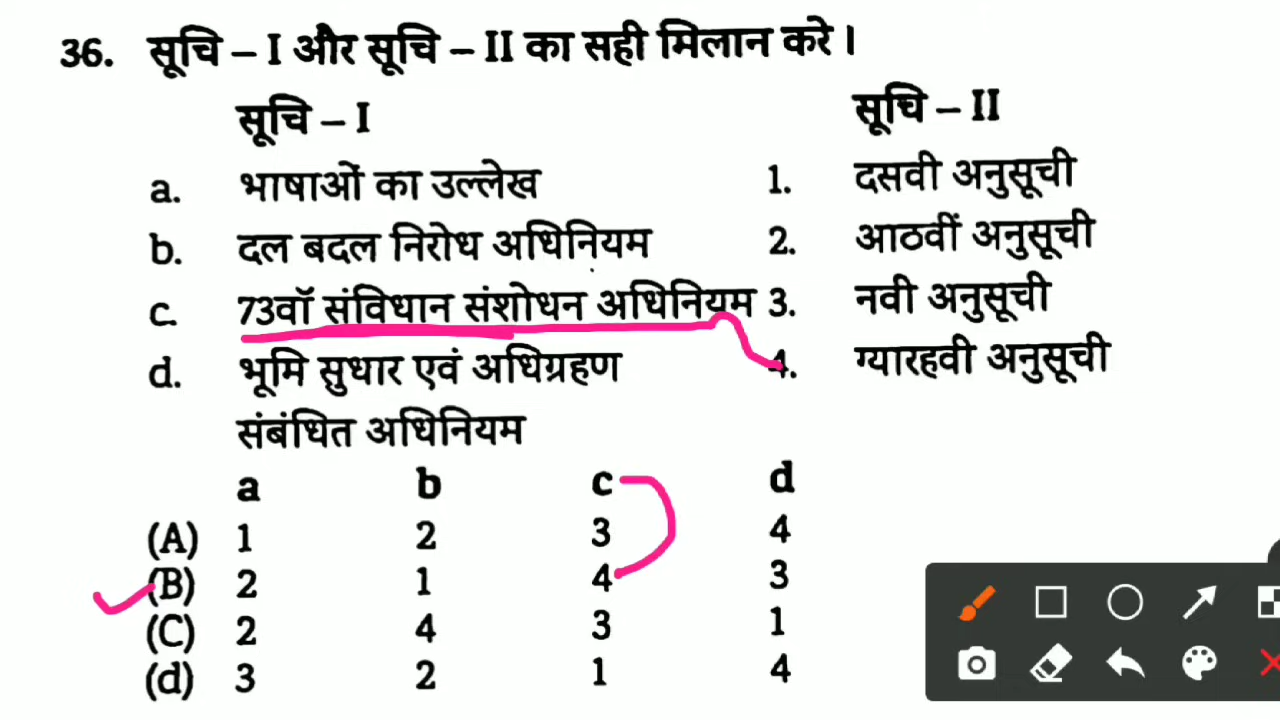 36. सूचि – I और सूचि – II का सही मिलान करे ।
सूचि – I सूचि – II
a. भाषाओं का उल्लेख 1. दसवी अनुसूची
b. दल बदल निरोध अधिनियम 2. आठवीं अनुसूची
c. 73वॉ संविधान संशोधन अधिनियम 3. नवी अनुसूची
d. भूमि सुधार एवं अधिग्रहण 4. ग्यारहवी अनुसूची
संबंधित अधिनियम
a b c d
(A) 1 2 3 4
(B) 2 1 4 3
(C) 2 4 3 1
(d) 3 2 1 4